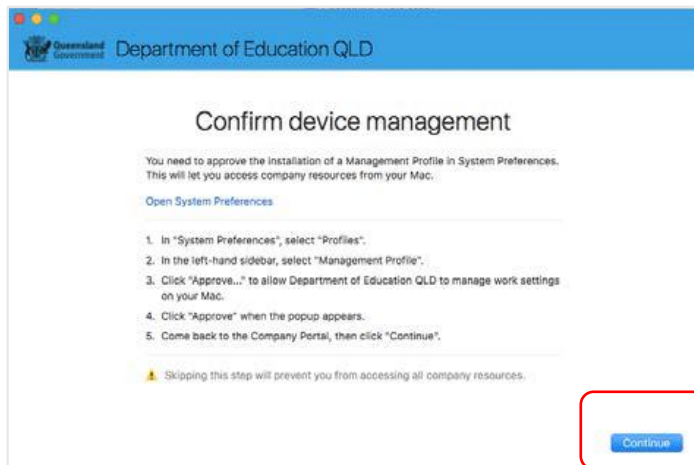 Queensland
Government
Department of Education QLD
Confirm device management
You need to approve the installation of a Management Profile in System Preferences.
This will let you access company resources from your Mac.
Open System Preferences
1. In "System Preferences", select "Profiles".
2. In the left-hand sidebar, select "Management Profile".
3. Click "Approve..." to allow Department of Education QLD to manage work settings
on your Mac.
4. Click "Approve" when the popup appears.
5. Come back to the Company Portal, then click "Continue".
Skipping this step will prevent you from accessing all company resources.
Continue